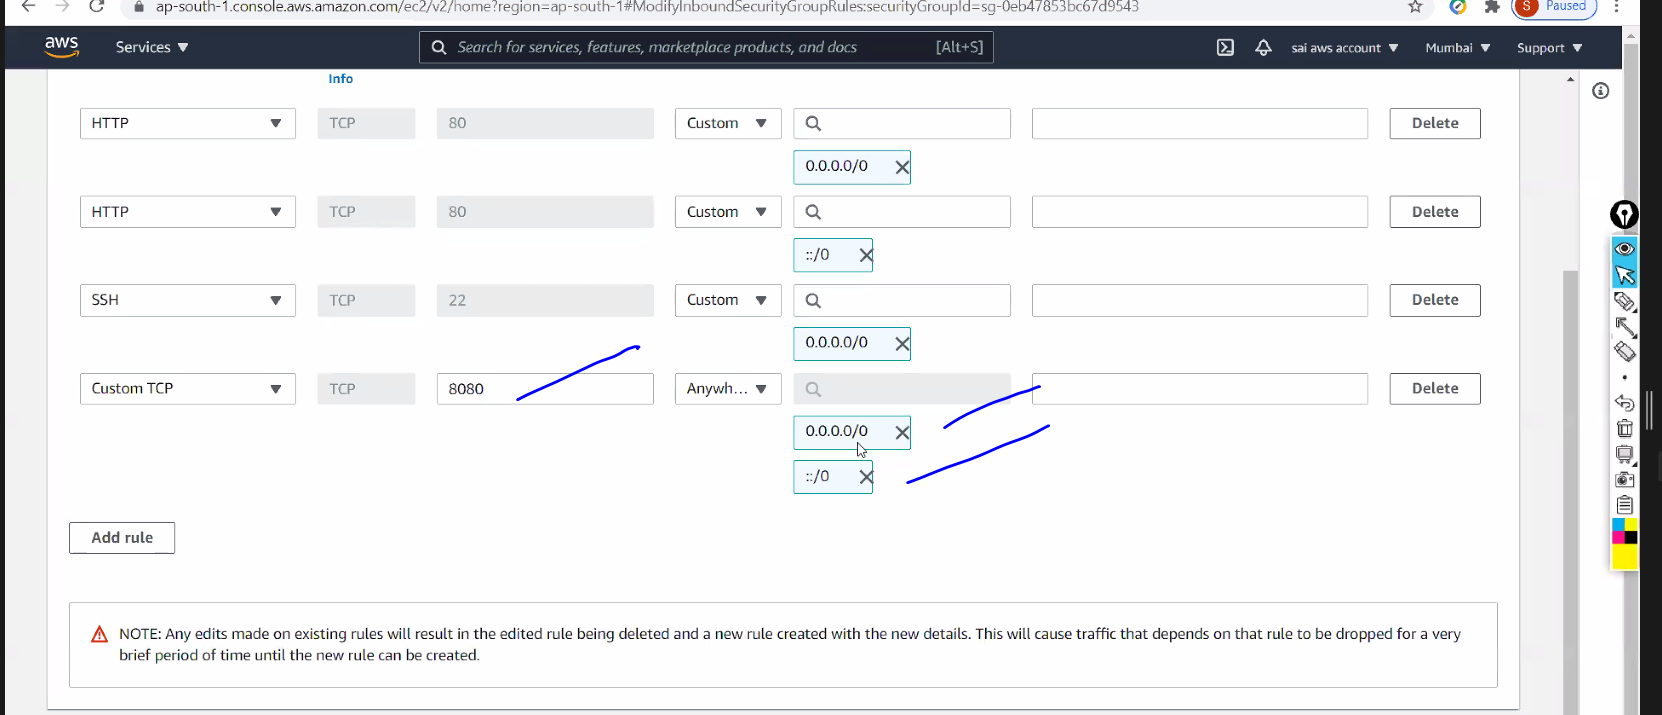 ap-south-1.console.aws.amazon.com/ec2/v2/home?region=ap-south-1#ModifyInboundSecurityGroupRules:securityGroupId=sg-0eb47853bc67d9543
S Paused
aws Services Search for services, features, marketplace products, and docs [Alt+S] sai aws account Mumbai Support
Info
HTTP TCP 80 Custom Delete
0.0.0.0/0
HTTP TCP 80 Custom Delete
::/0
SSH TCP 22 Custom Delete
0.0.0.0/0
Custom TCP TCP 8080 Anywh... Delete
0.0.0.0/0
::/0
Add rule
NOTE: Any edits made on existing rules will result in the edited rule being deleted and a new rule created with the new details. This will cause traffic that depends on that rule to be dropped for a very
brief period of time until the new rule can be created.